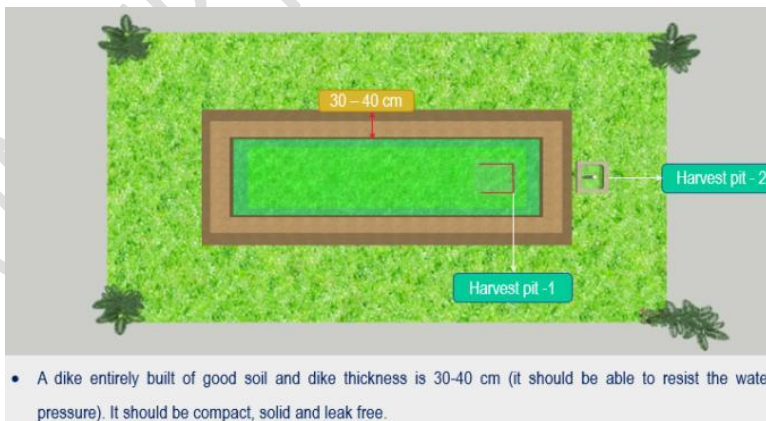 30 – 40 cm
Harvest pit - 2
Harvest pit -1
• A dike entirely built of good soil and dike thickness is 30-40 cm (it should be able to resist the wate
pressure). It should be compact, solid and leak free.